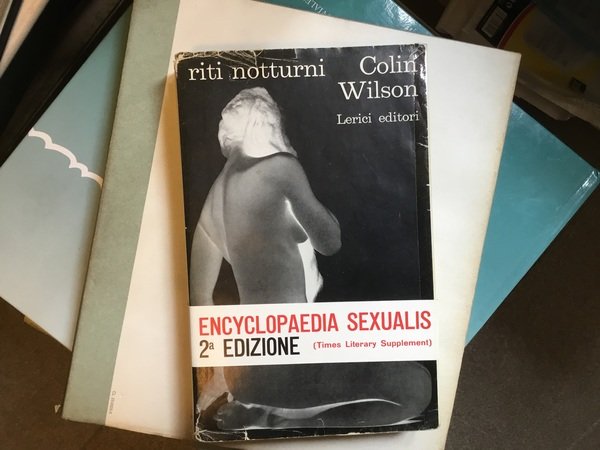 riti notturni
Colin
Wilson
Lerici editori
ENCYCLOPAEDIA SEXUALIS
2ª EDIZIONE
(Times Literary Supplement)